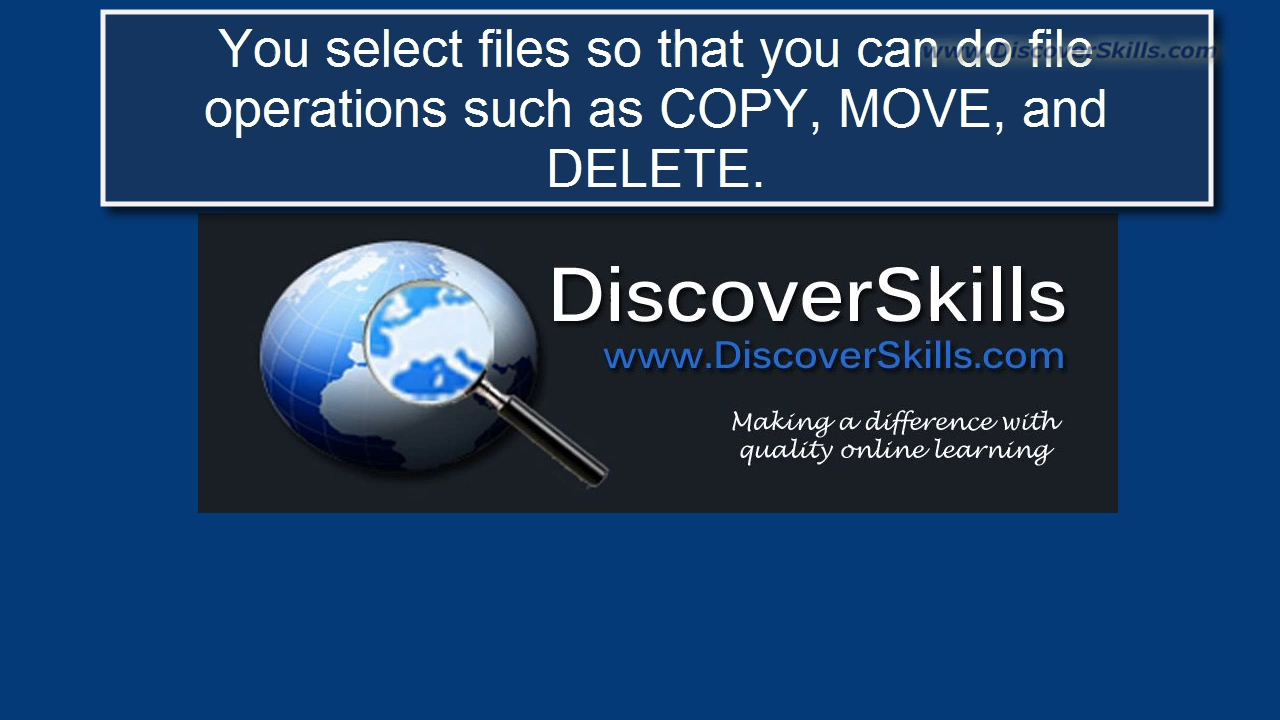 You select files so that you can do file
www.DiscoverSkills.com
operations such as COPY, MOVE, and
DELETE.
DiscoverSkills
www.DiscoverSkills.com
Making a difference with
quality online learning